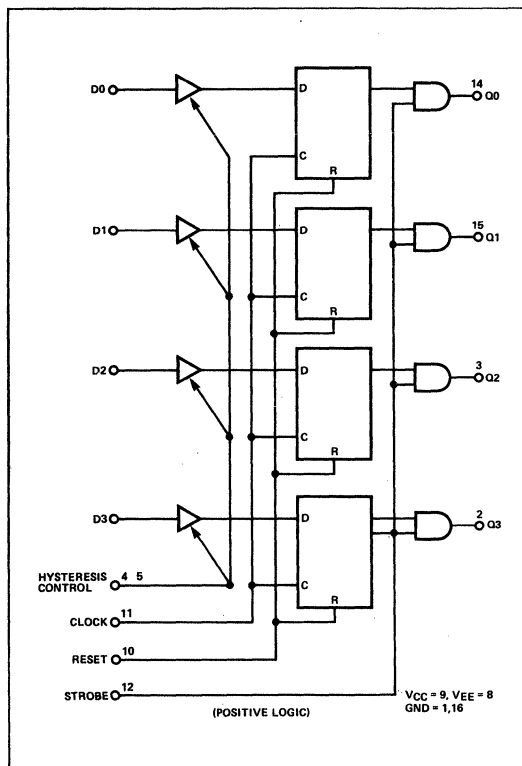 D0
D
C
R
14
Q0
D1
D
C
R
15
Q1
D2
D
C
R
3
Q2
D3
D
C
R
2
Q3
HYSTERESIS
CONTROL
4 5
CLOCK
11
RESET
10
STROBE
12
(POSITIVE LOGIC)
VCC = 9, VEE = 8
GND = 1,16